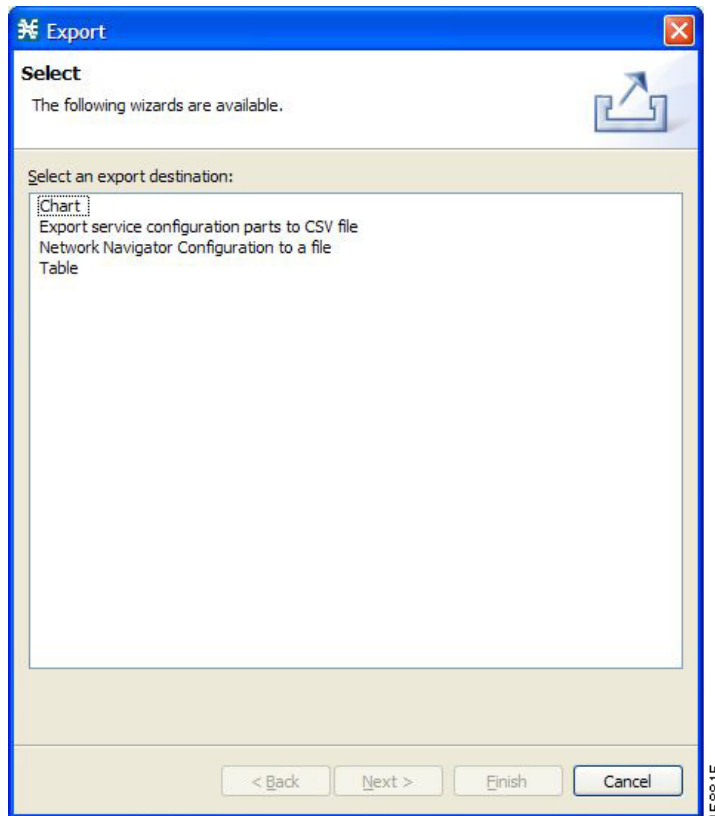 Export
Select
The following wizards are available.
Select an export destination:
Chart
Export service configuration parts to CSV file
Network Navigator Configuration to a file
Table
< Back Next > Finish Cancel